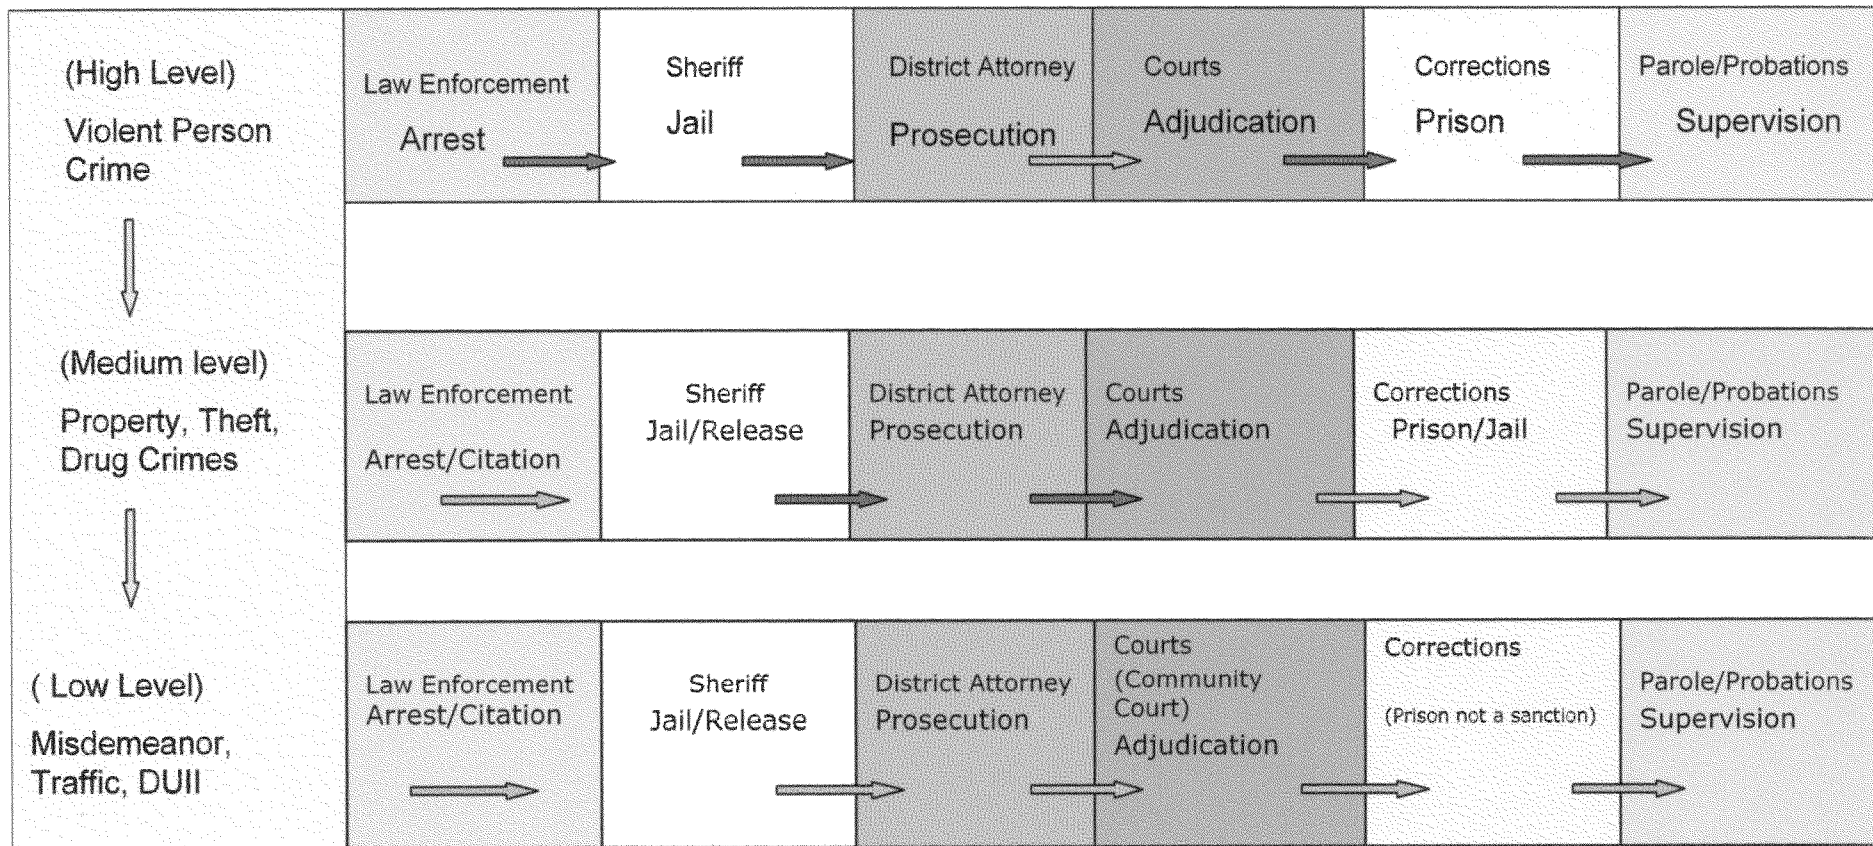 (High Level)
Violent Person
Crime
Law Enforcement
Arrest
Sheriff
Jail
District Attorney
Prosecution
Courts
Adjudication
Corrections
Prison
Parole/Probations
Supervision
(Medium level)
Property, Theft,
Drug Crimes
Law Enforcement
Arrest/Citation
Sheriff
Jail/Release
District Attorney
Prosecution
Courts
Adjudication
Corrections
Prison/Jail
Parole/Probations
Supervision
( Low Level)
Misdemeanor,
Traffic, DUII
Law Enforcement
Arrest/Citation
Sheriff
Jail/Release
District Attorney
Prosecution
Courts
(Community
Court)
Adjudication
Corrections
(Prison not a sanction)
Parole/Probations
Supervision